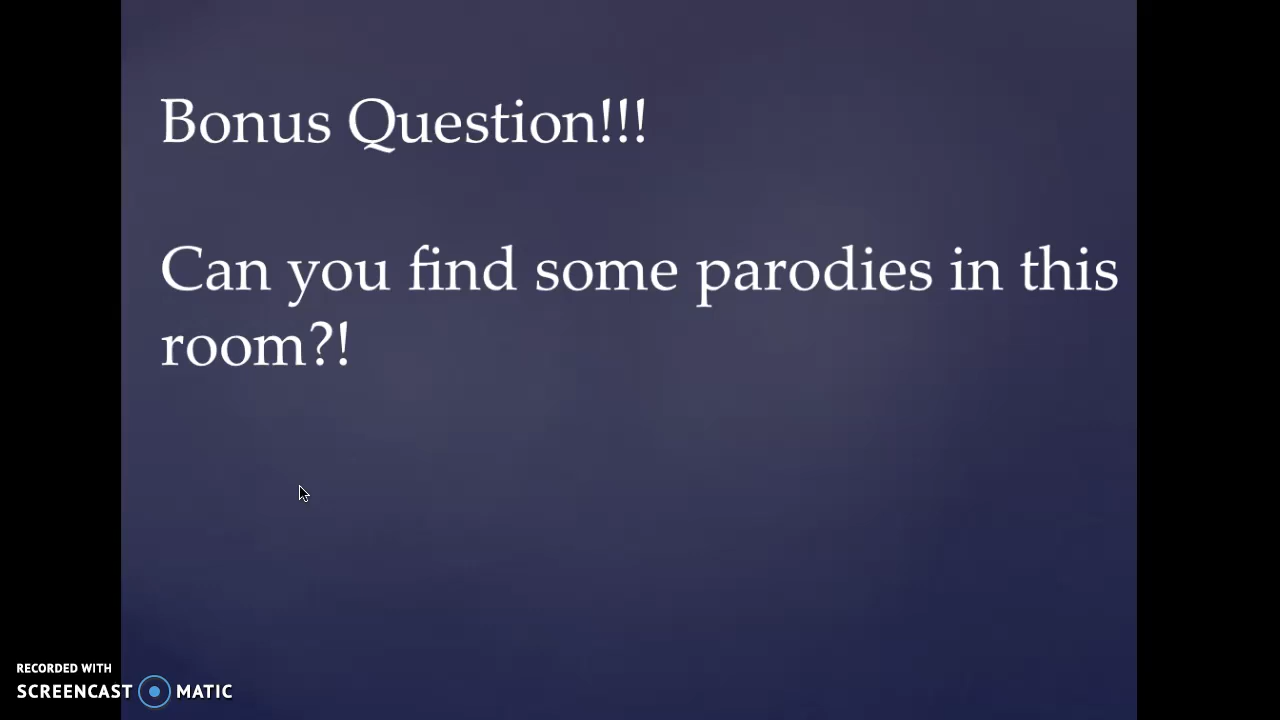 Bonus Question!!!
Can you find some parodies in this
room?!
RECORDED WITH
SCREENCAST MATIC